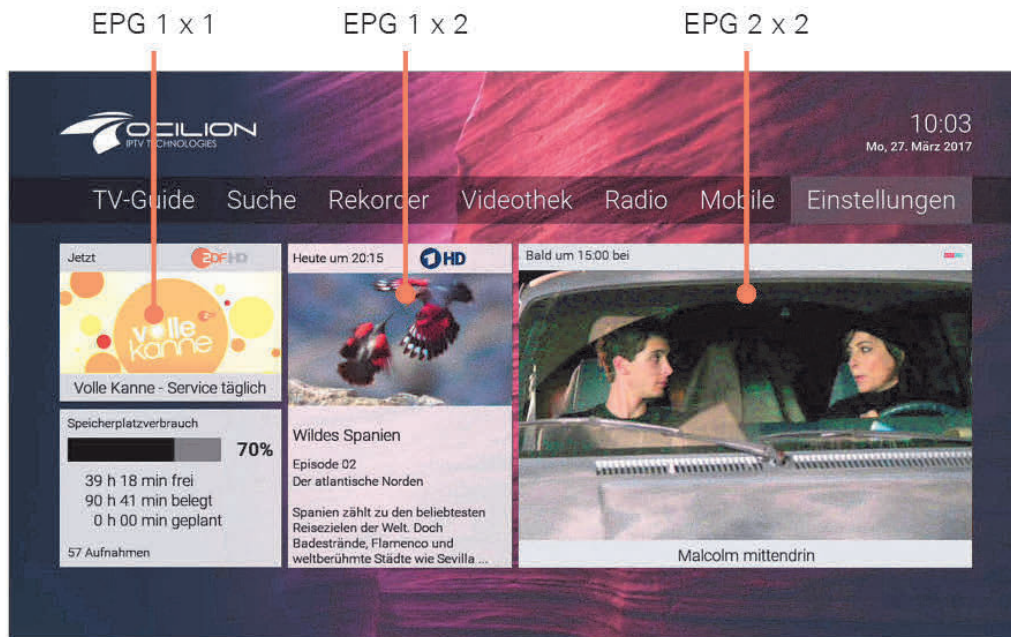 EPG 1 x 1
EPG 1 x 2
EPG 2 x 2
OCILION
IPTV TECHNOLOGIES
10:03
Mo, 27. März 2017
TV-Guide Suche Rekorder Videothek Radio Mobile Einstellungen
Jetzt ZDF HD
volle
kanne
Volle Kanne - Service täglich
Speicherplatzverbrauch
70%
39 h 18 min frei
90 h 41 min belegt
0 h 00 min geplant
57 Aufnahmen
Heute um 20:15 1 HD
Wildes Spanien
Episode 02
Der atlantische Norden
Spanien zählt zu den beliebtesten
Reisezielen der Welt. Doch
Badestrände, Flamenco und
weltberühmte Städte wie Sevilla ...
Bald um 15:00 bei
Malcolm mittendrin